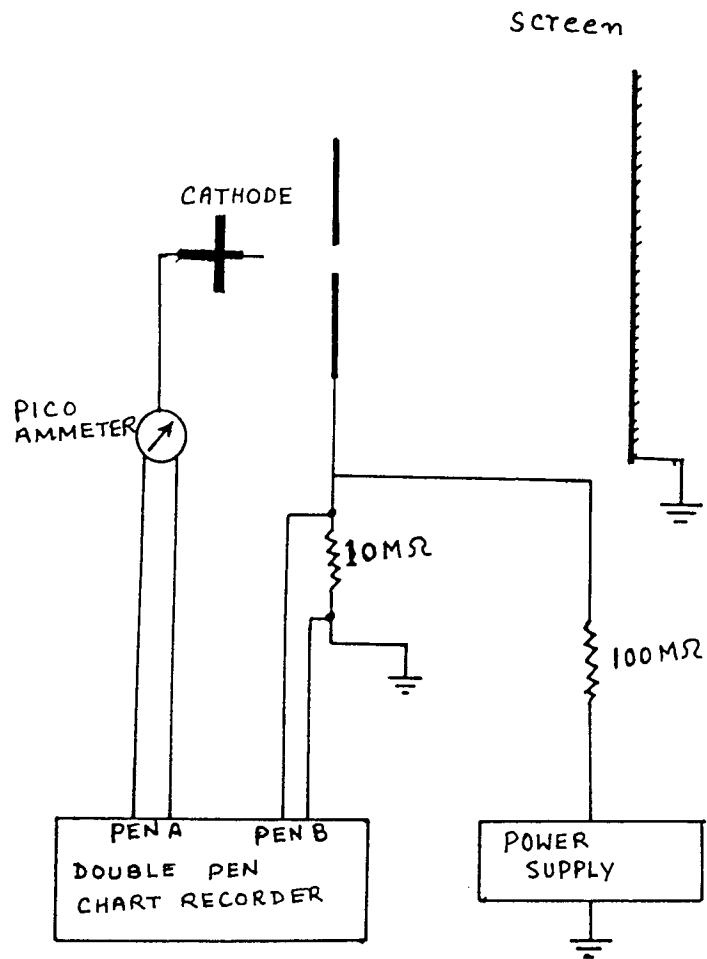 Screen
CATHODE
PICO
AMMETER
10MΩ
100MΩ
PEN A
PEN B
DOUBLE PEN
CHART RECORDER
POWER
SUPPLY